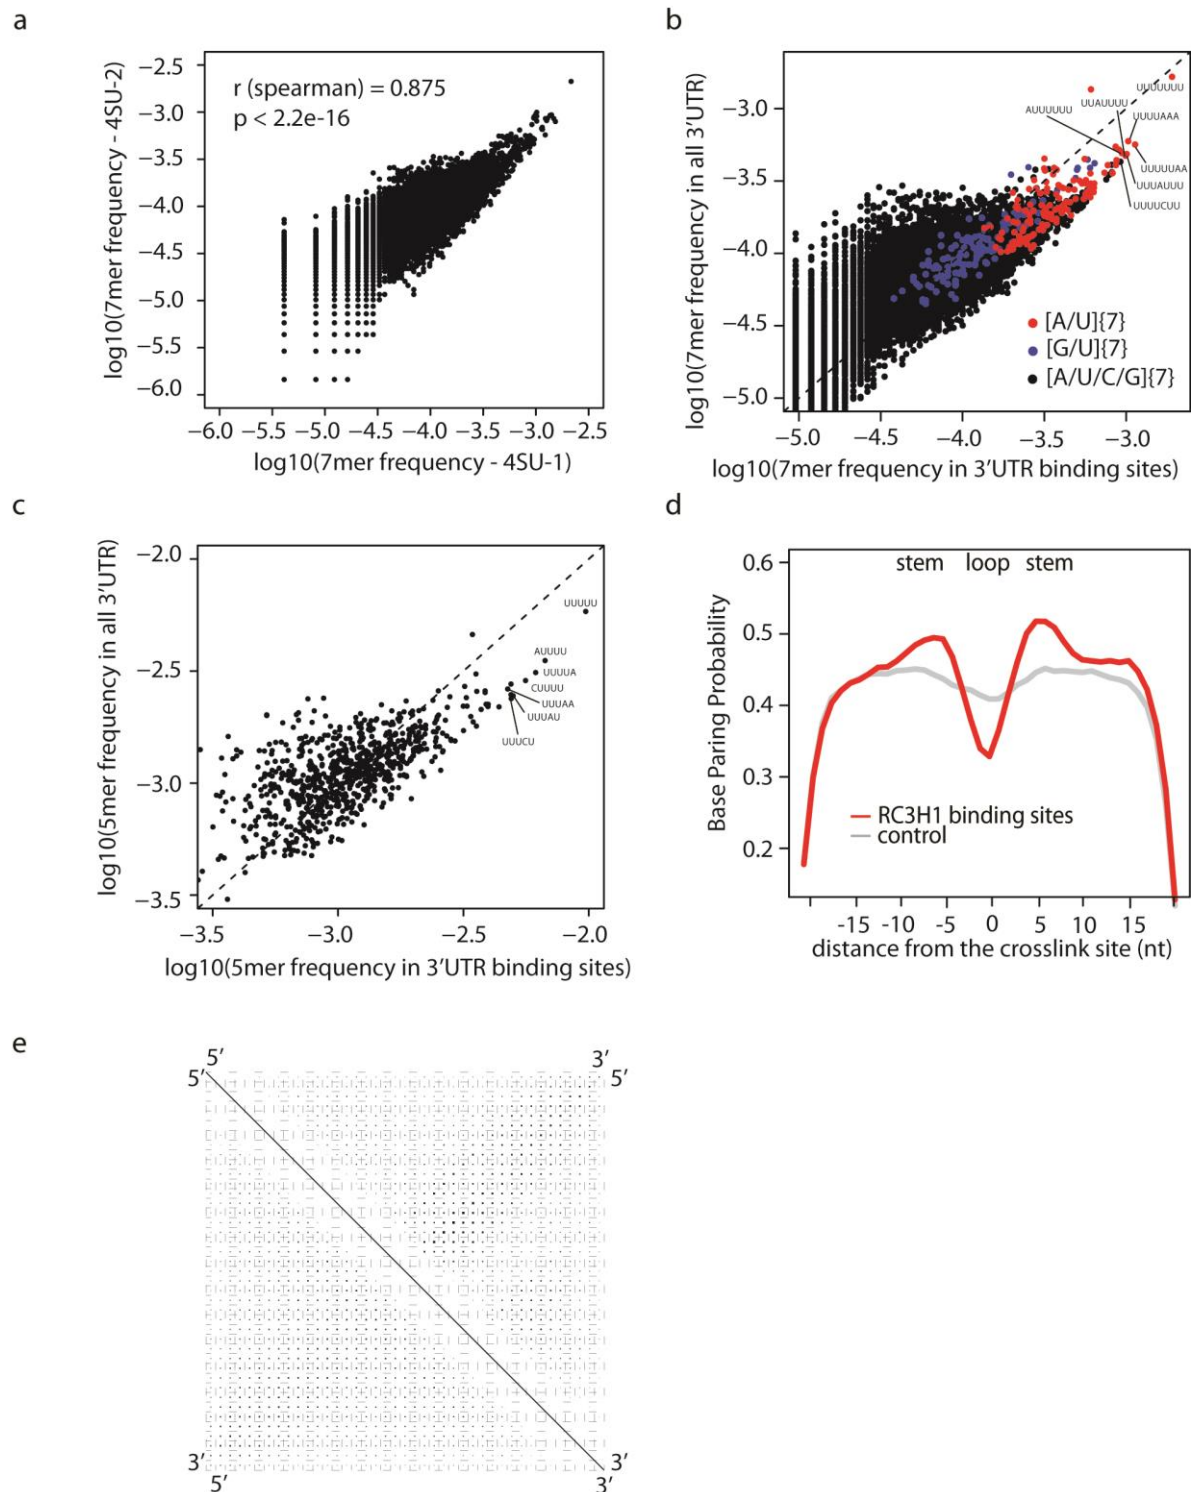 a
r (spearman) = 0.875
p < 2.2e-16
log10(7mer frequency - 4SU-2)
−2.5
−3.0
−3.5
−4.0
−4.5
−5.0
−5.5
−6.0
−6.0 −5.5 −5.0 −4.5 −4.0 −3.5 −3.0 −2.5
log10(7mer frequency - 4SU-1)
b
log10(7mer frequency in all 3'UTR)
−3.0
−3.5
−4.0
−4.5
−5.0
UUUUUUU
UUAUUUU
AUUUUUU
UUUUAAA
UUUUUAA
UUUAUUU
UUUUCUU
[A/U]{7}
[G/U]{7}
[A/U/C/G]{7}
−5.0 −4.5 −4.0 −3.5 −3.0
log10(7mer frequency in 3'UTR binding sites)
c
log10(5mer frequency in all 3'UTR)
−2.0
−2.5
−3.0
−3.5
UUUUU
AUUUU
UUUUA
CUUUU
UUUAA
UUUAU
UUUCU
−3.5 −3.0 −2.5 −2.0
log10(5mer frequency in 3'UTR binding sites)
d
Base Paring Probability
0.6
0.5
0.4
0.3
0.2
stem loop stem
RC3H1 binding sites
control
-15 -10 -5 0 5 10 15
distance from the crosslink site (nt)
e
5' 3'
5' 5'
3' 3'
5' 3'